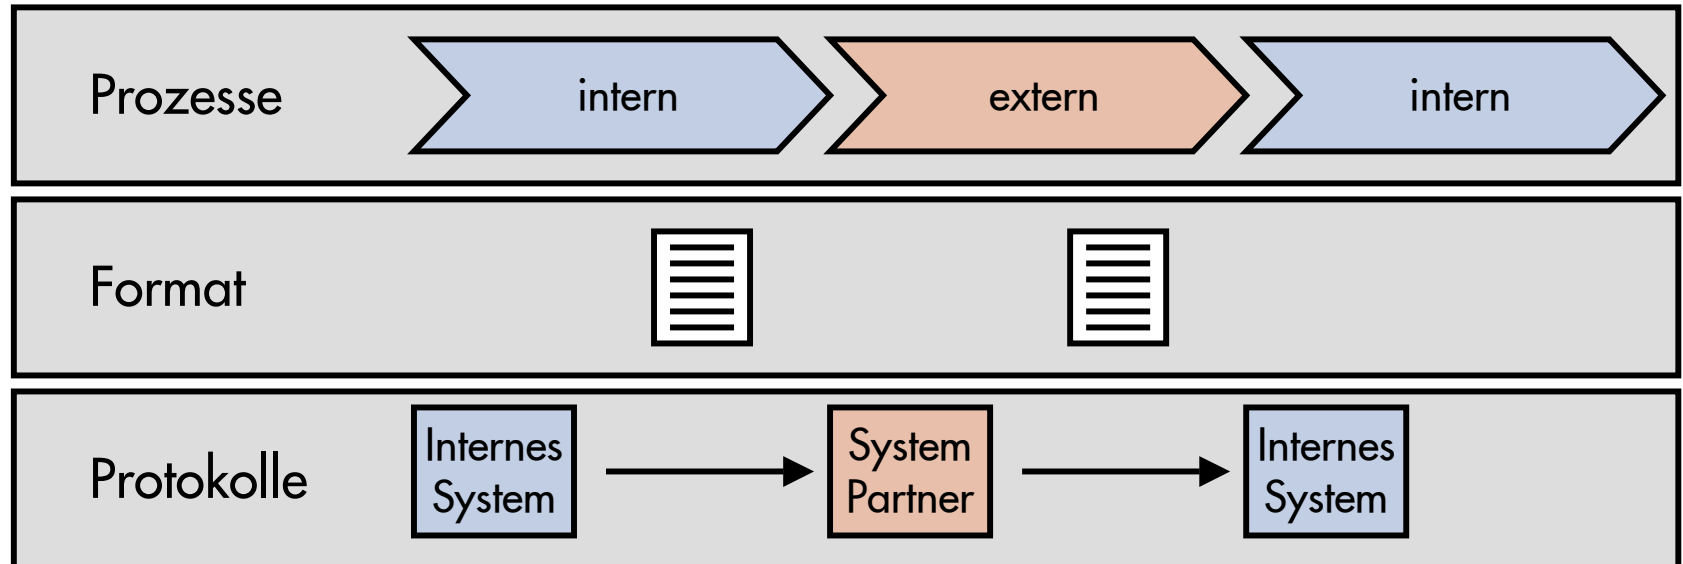 Prozesse
intern
extern
intern
Format
Protokolle
Internes
System
System
Partner
Internes
System